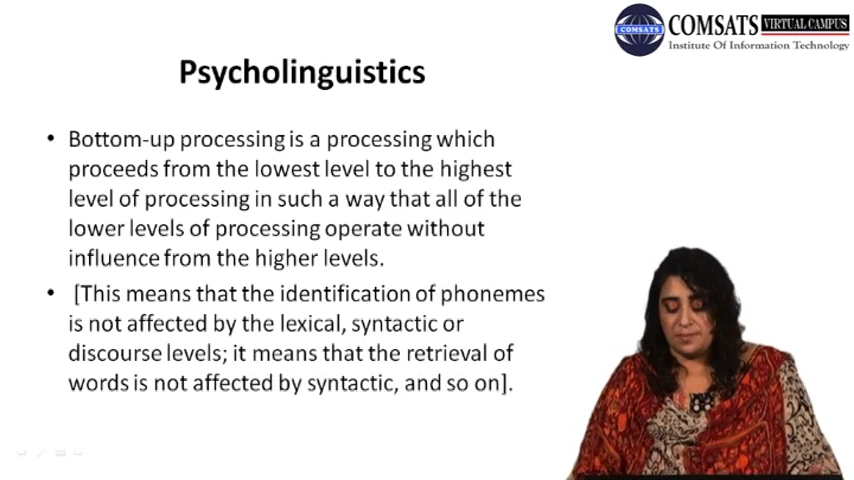 COMSATS
COMSATS VIRTUAL CAMPUS
Institute Of Information Technology
Psycholinguistics
• Bottom-up processing is a processing which
proceeds from the lowest level to the highest
level of processing in such a way that all of the
lower levels of processing operate without
influence from the higher levels.
• [This means that the identification of phonemes
is not affected by the lexical, syntactic or
discourse levels; it means that the retrieval of
words is not affected by syntactic, and so on].